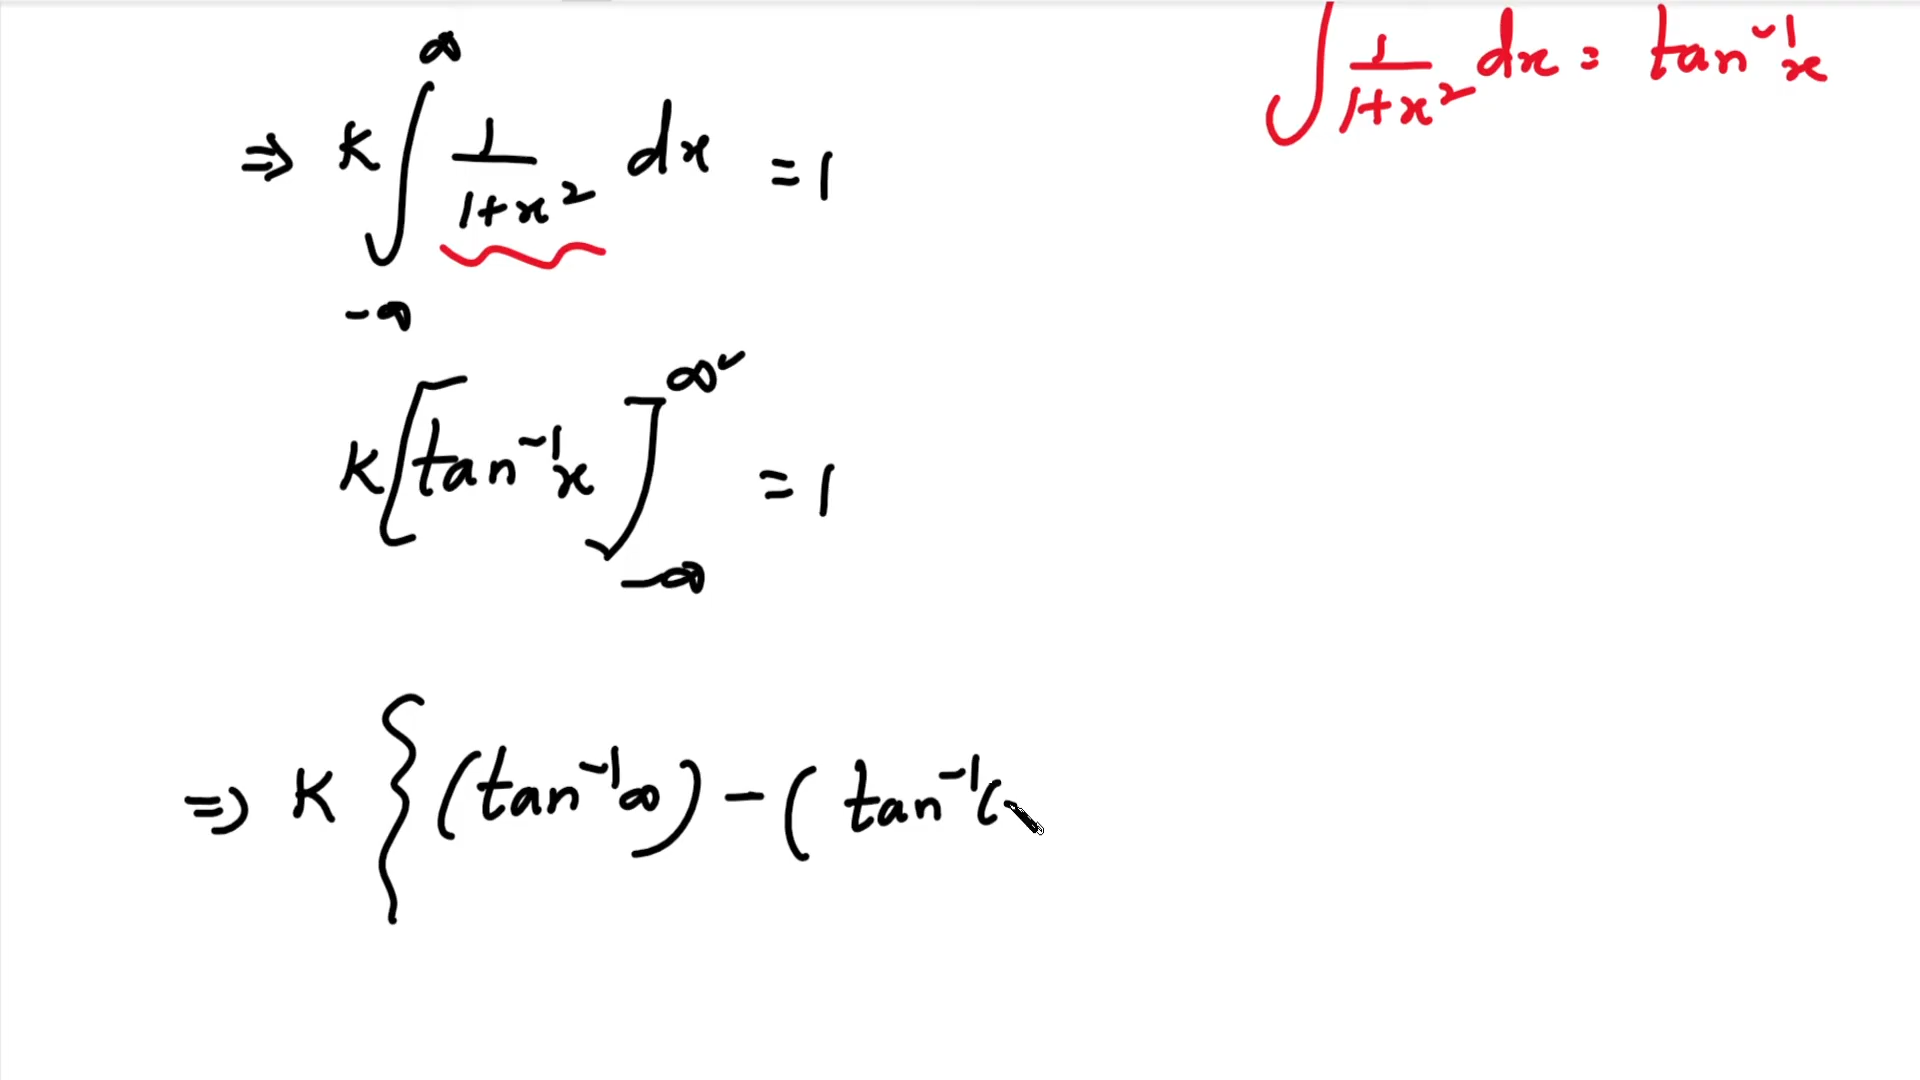 ∫ 1/(1+x²) dx = tan⁻¹x
⇒ K ∫_{-∞}^{∞} 1/(1+x²) dx = 1
K [tan⁻¹x]_{-∞}^{∞} = 1
⇒ K { (tan⁻¹∞) - ( tan⁻¹(